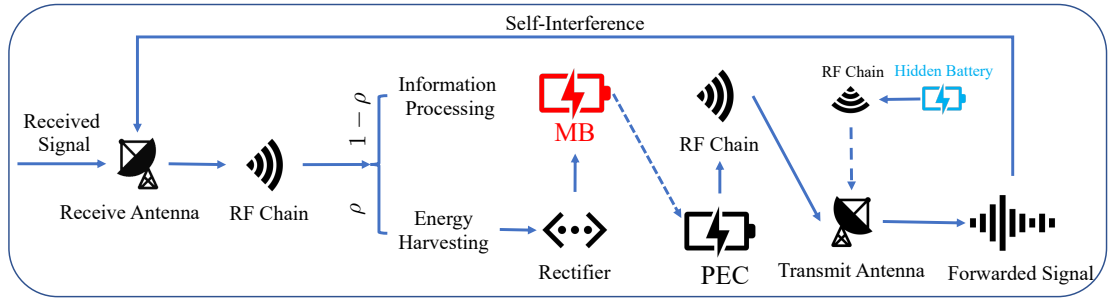 Self-Interference
Received
Signal
Receive Antenna
RF Chain
1 − ρ
ρ
Information
Processing
Energy
Harvesting
MB
Rectifier
RF Chain
PEC
RF Chain
Hidden Battery
Transmit Antenna
Forwarded Signal